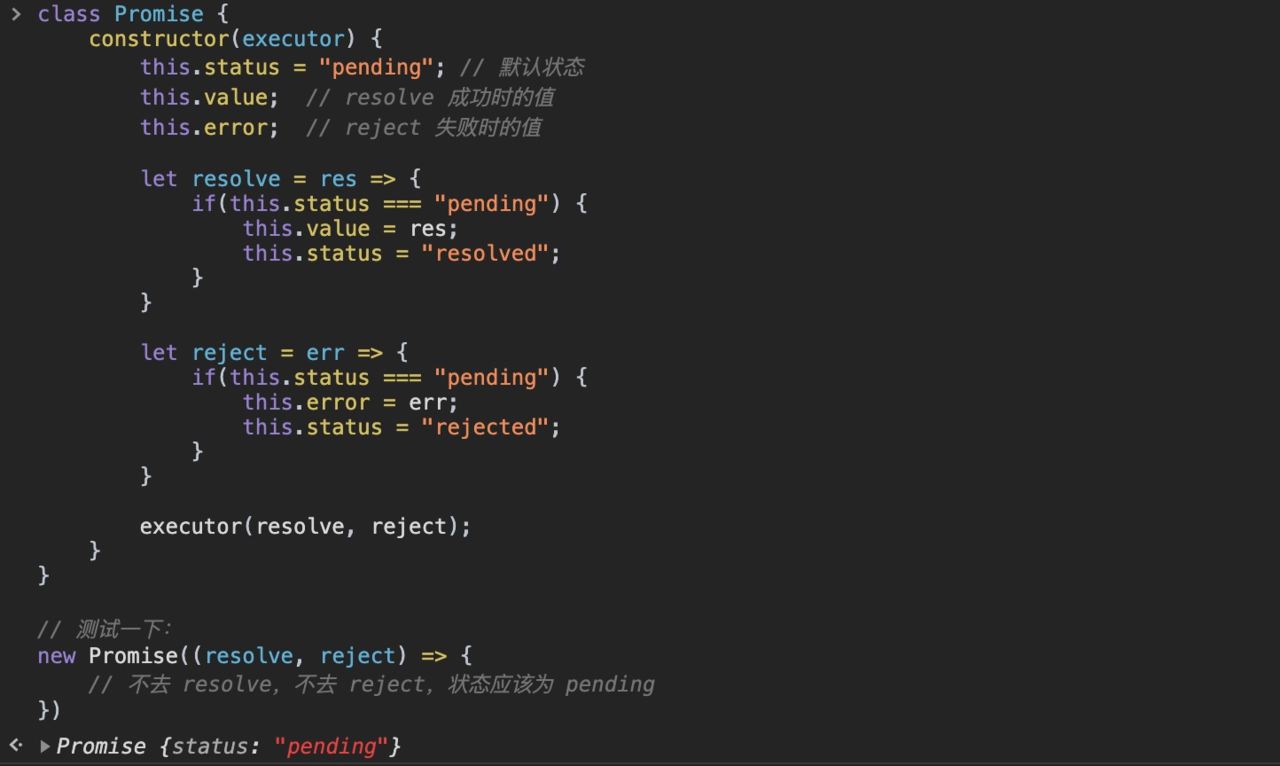 > class Promise {
    constructor(executor) {
        this.status = "pending"; // 默认状态
        this.value;  // resolve 成功时的值
        this.error;  // reject 失败时的值

        let resolve = res => {
            if(this.status === "pending") {
                this.value = res;
                this.status = "resolved";
            }
        }

        let reject = err => {
            if(this.status === "pending") {
                this.error = err;
                this.status = "rejected";
            }
        }

        executor(resolve, reject);
    }
}

// 测试一下：
new Promise((resolve, reject) => {
    // 不去 resolve，不去 reject，状态应该为 pending
})
Promise {status: "pending"}